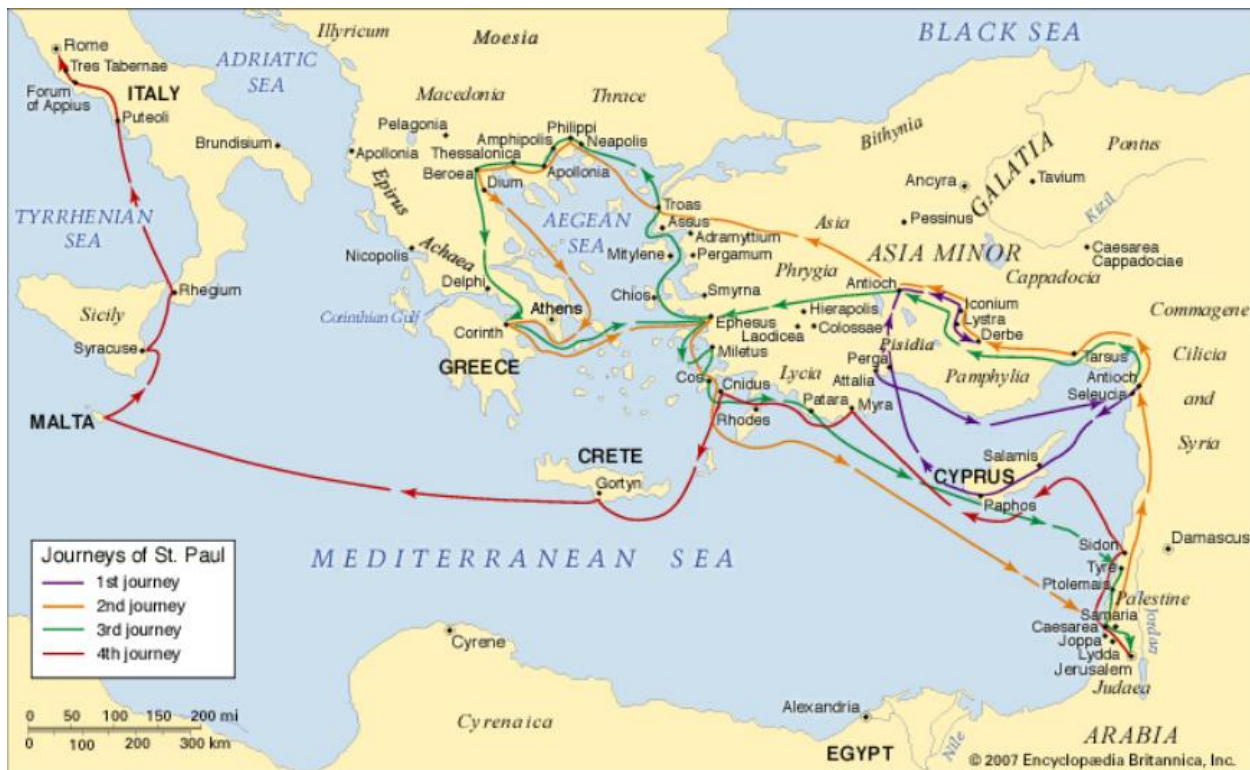 Illyricum
Moesia
BLACK SEA
Rome
Tres Tabernae
ADRIATIC
SEA
ITALY
Forum
of Appius
Puteoli
Macedonia
Thrace
Bithynia
Pontus
GALATIA
Brundisium
Pelagonia
Philippi
Amphipolis
Neapolis
Thessalonica
Apollonia
Beroea
Apollonia
Dium
Ancyra
Tavium
Kizil
Epirus
TYRRHENIAN
SEA
AEGEAN
SEA
Troas
Assus
Adramyttium
Mitylene
Pergamum
Asia
Pessinus
ASIA MINOR
Caesarea
Cappadociae
Cappadocia
Nicopolis
Achaea
Phrygia
Delphi
Chios
Smyrna
Antioch
Iconium
Lystra
Derbe
Commagene
Rhegium
Sicily
Corinthian Gulf
Athens
Corinth
Ephesus
Hierapolis
Laodicea
Colossae
Syracuse
GREECE
Miletus
Perga
Pisidia
Tarsus
Cilicia
Attalia
Pamphylia
Antioch
Seleucia
and
Syria
Cos
Cnidus
Lycia
Patara
Myra
Rhodes
MALTA
CRETE
Gortyn
Salamis
CYPRUS
Paphos
MEDITERRANEAN SEA
Sidon
Damascus
Tyre
Ptolemais
Palestine
Samaria
Caesarea
Joppa
Jordan
Lydda
Jerusalem
Judaea
Journeys of St. Paul
1st journey
2nd journey
3rd journey
4th journey
Cyrene
Cyrenaica
Alexandria
EGYPT
Nile
ARABIA
0 50 100 200 mi
0 100 200 300 km
© 2007 Encyclopædia Britannica, Inc.